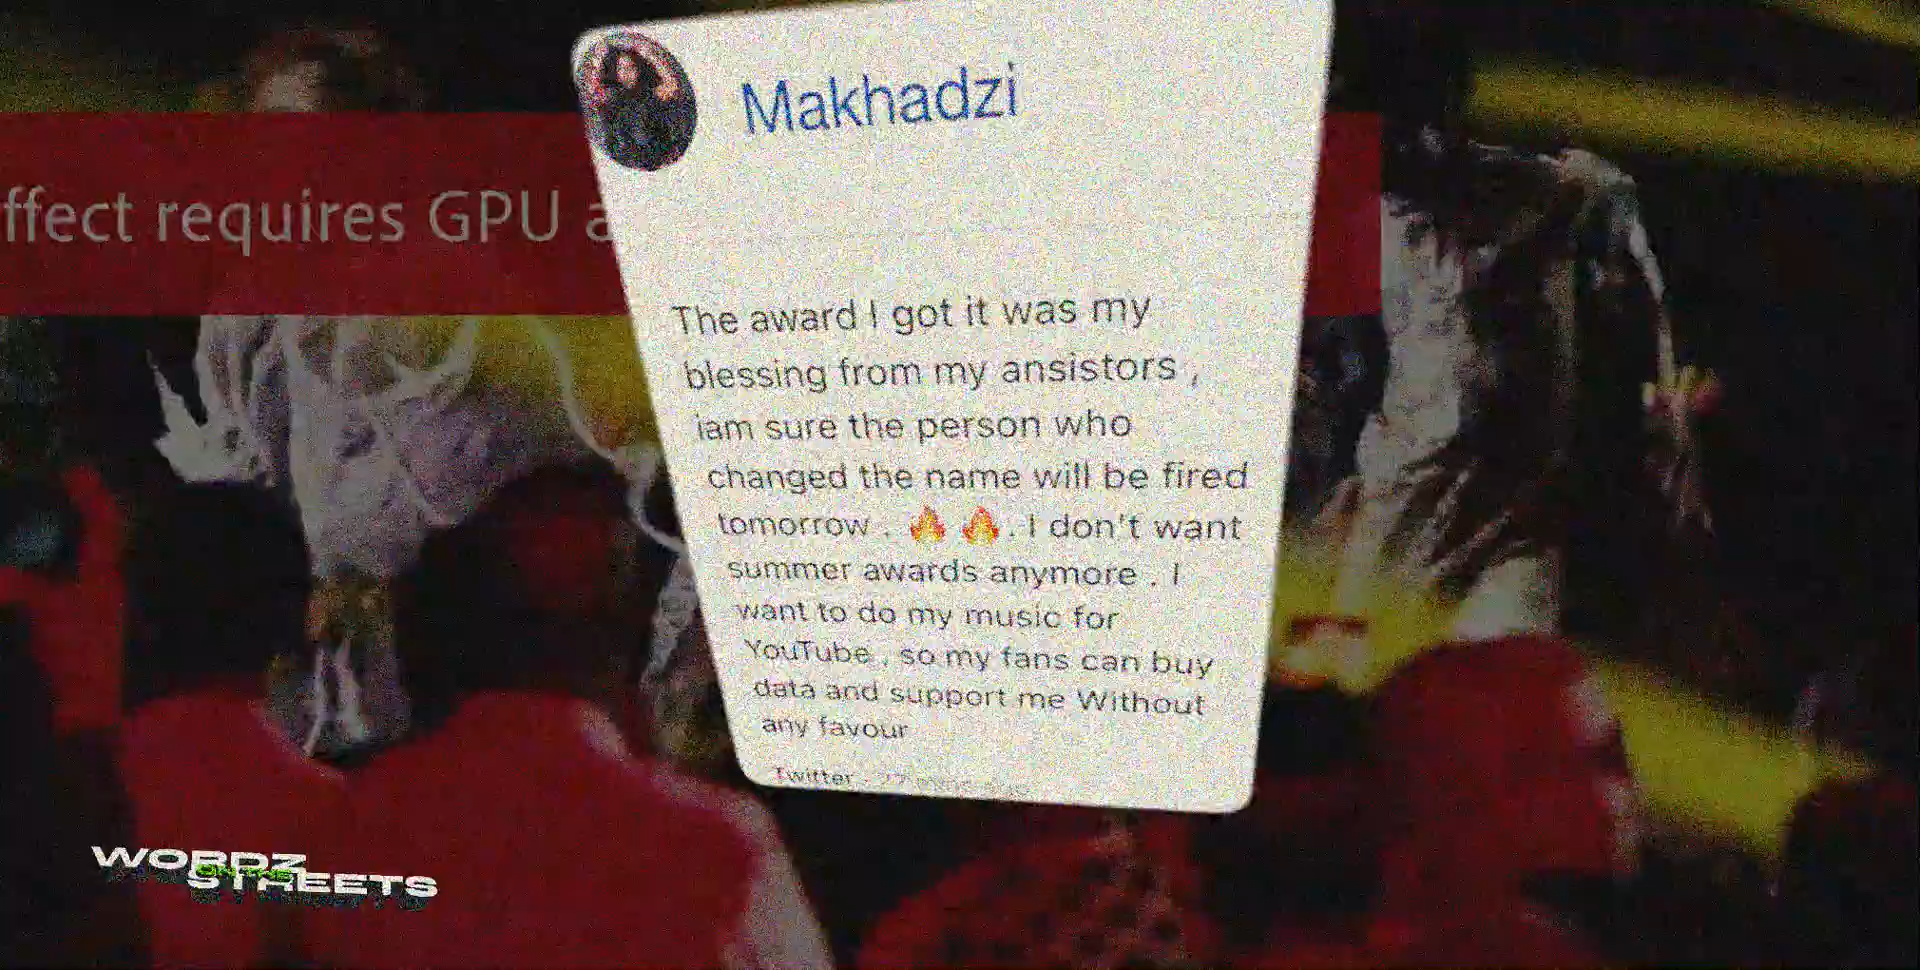 Makhadzi
ffect requires GPU a
The award I got it was my
blessing from my ansistors ,
iam sure the person who
changed the name will be fired
tomorrow . 🔥 🔥 . I don't want
summer awards anymore . I
want to do my music for
YouTube , so my fans can buy
data and support me Without
any favour
Twitter
WORDZ
ON THE
STREETS